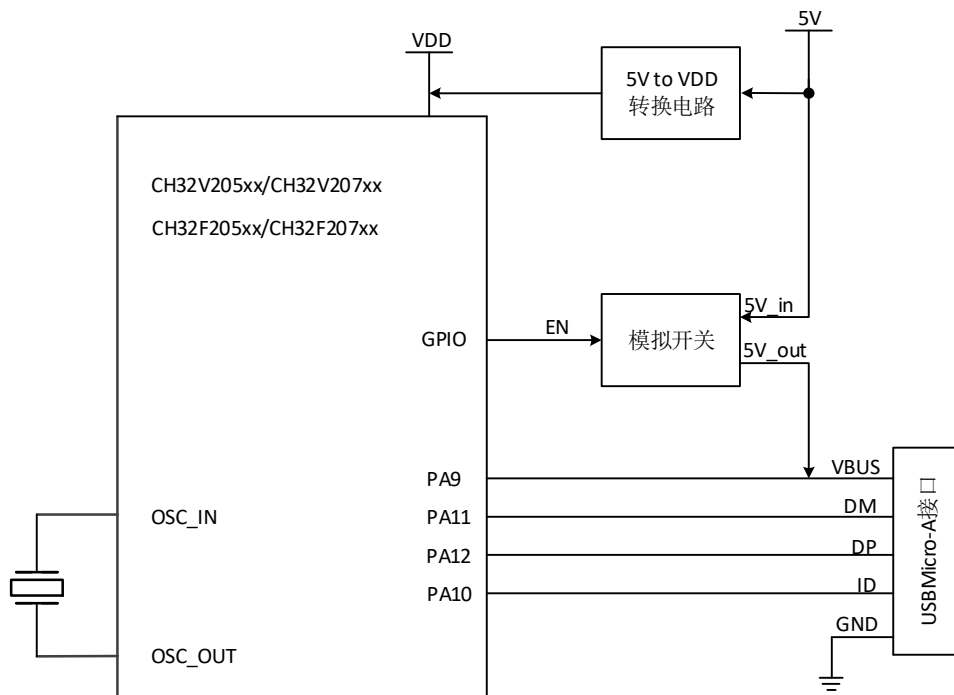 5V
VDD
5V to VDD
转换电路
CH32V205xx/CH32V207xx
CH32F205xx/CH32F207xx
5V_in
GPIO
EN
模拟开关
5V_out
PA9
VBUS
OSC_IN
PA11
DM
PA12
DP
PA10
ID
GND
OSC_OUT
USBMicro-A接口